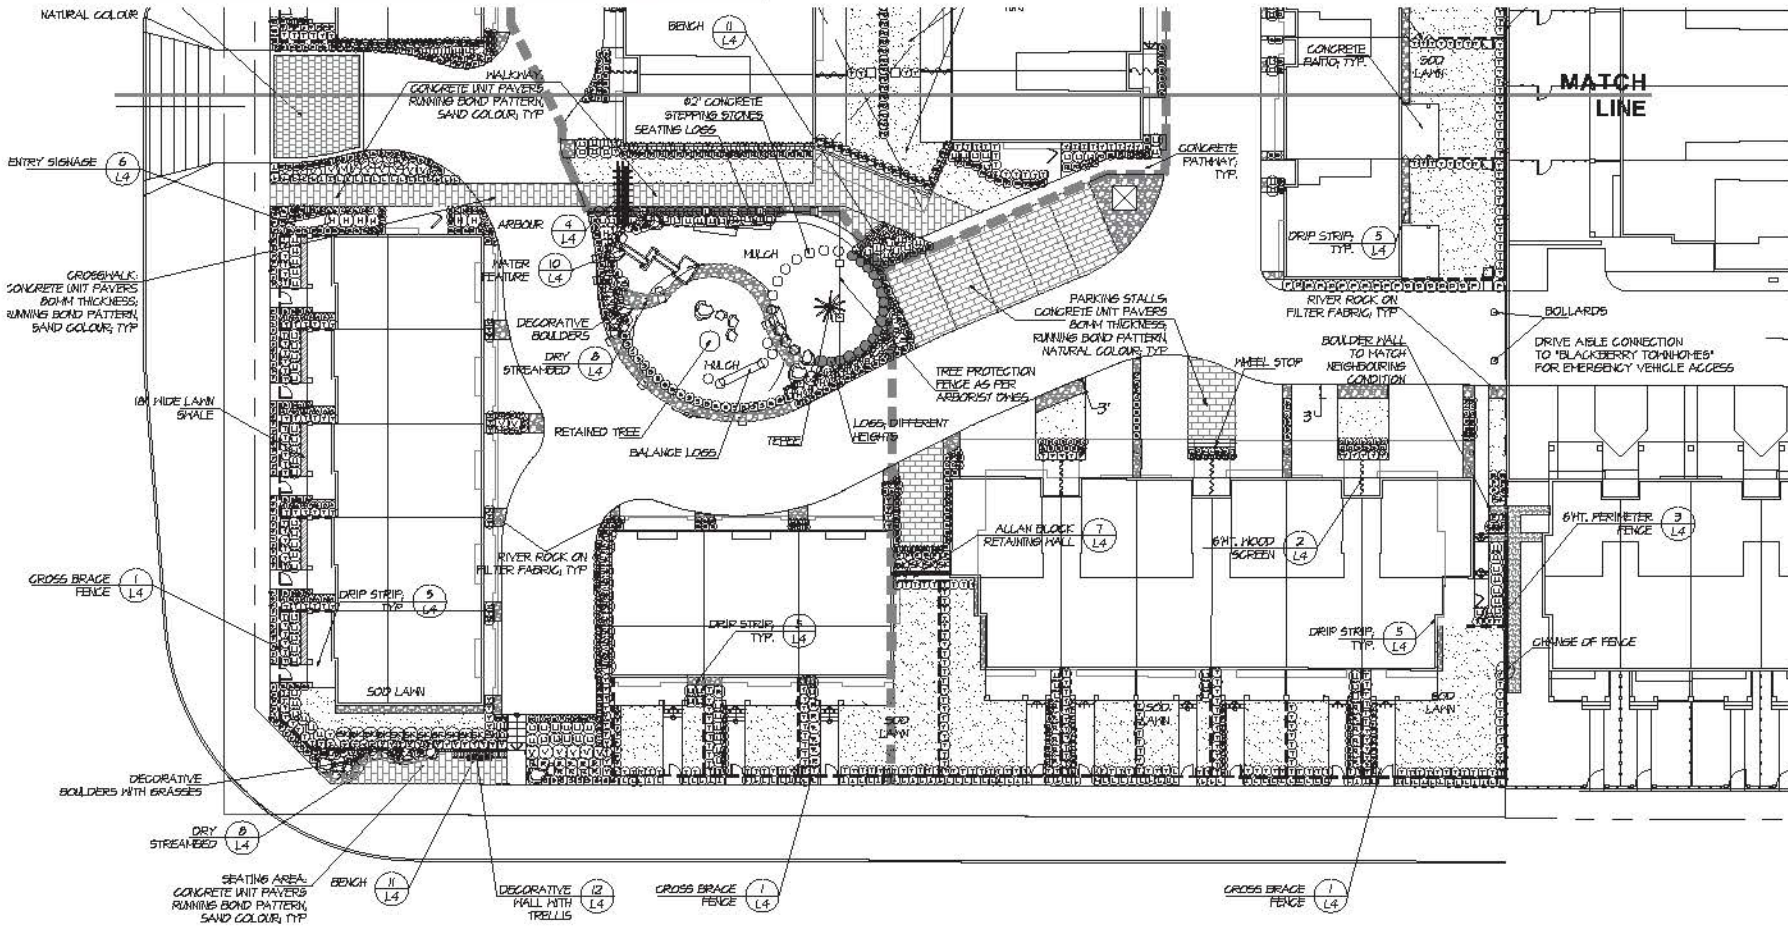 NATURAL COLOUR
BENCH 11
L4
WALKWAY:
CONCRETE UNIT PAVERS
RUNNING BOND PATTERN,
SAND COLOUR, TYP
Φ2' CONCRETE
STEPPING STONES
SEATING LOGS
CONCRETE
PATIO, TYP.
SOD
LAWN
MATCH
LINE
ENTRY SIGNAGE 6
L4
CONCRETE
PATHWAY,
TYP.
ARBOUR 4
L4
DRIP STRIP, 5
TYP. L4
WATER 10
FEATURE L4
MULCH
CROSSWALK:
CONCRETE UNIT PAVERS
80MM THICKNESS,
RUNNING BOND PATTERN,
SAND COLOUR, TYP
DECORATIVE
BOULDERS
DRY 8
STREAMBED L4
MULCH
PARKING STALLS:
CONCRETE UNIT PAVERS
80MM THICKNESS,
RUNNING BOND PATTERN,
NATURAL COLOUR, TYP
RIVER ROCK ON
FILTER FABRIC, TYP
BOLLARDS
BOULDER WALL
TO MATCH
NEIGHBOURING
CONDITION
DRIVE AISLE CONNECTION
TO "BLACKBERRY TOWNHOMES"
FOR EMERGENCY VEHICLE ACCESS
WHEEL STOP
TREE PROTECTION
FENCE AS PER
ARBORIST DWGS
3'
3'
18" WIDE LAWN
SWALE
RETAINED TREE
BALANCE LOGS
TEPEE
LOGS, DIFFERENT
HEIGHTS
ALLAN BLOCK 7
RETAINING WALL L4
6'HT. WOOD 2
SCREEN L4
6'HT. PERIMETER 3
FENCE L4
RIVER ROCK ON
FILTER FABRIC, TYP
CROSS BRACE 1
FENCE L4
DRIP STRIP, 5
TYP. L4
DRIP STRIP, 5
TYP. L4
DRIP STRIP, 5
TYP. L4
CHANGE OF FENCE
SOD LAWN
SOD
LAWN
SOD
LAWN
SOD
LAWN
DECORATIVE
BOULDERS WITH GRASSES
DRY 8
STREAMBED L4
SEATING AREA:
CONCRETE UNIT PAVERS
RUNNING BOND PATTERN,
SAND COLOUR, TYP
BENCH 11
L4
DECORATIVE 12
WALL WITH L4
TRELLIS
CROSS BRACE 1
FENCE L4
CROSS BRACE 1
FENCE L4